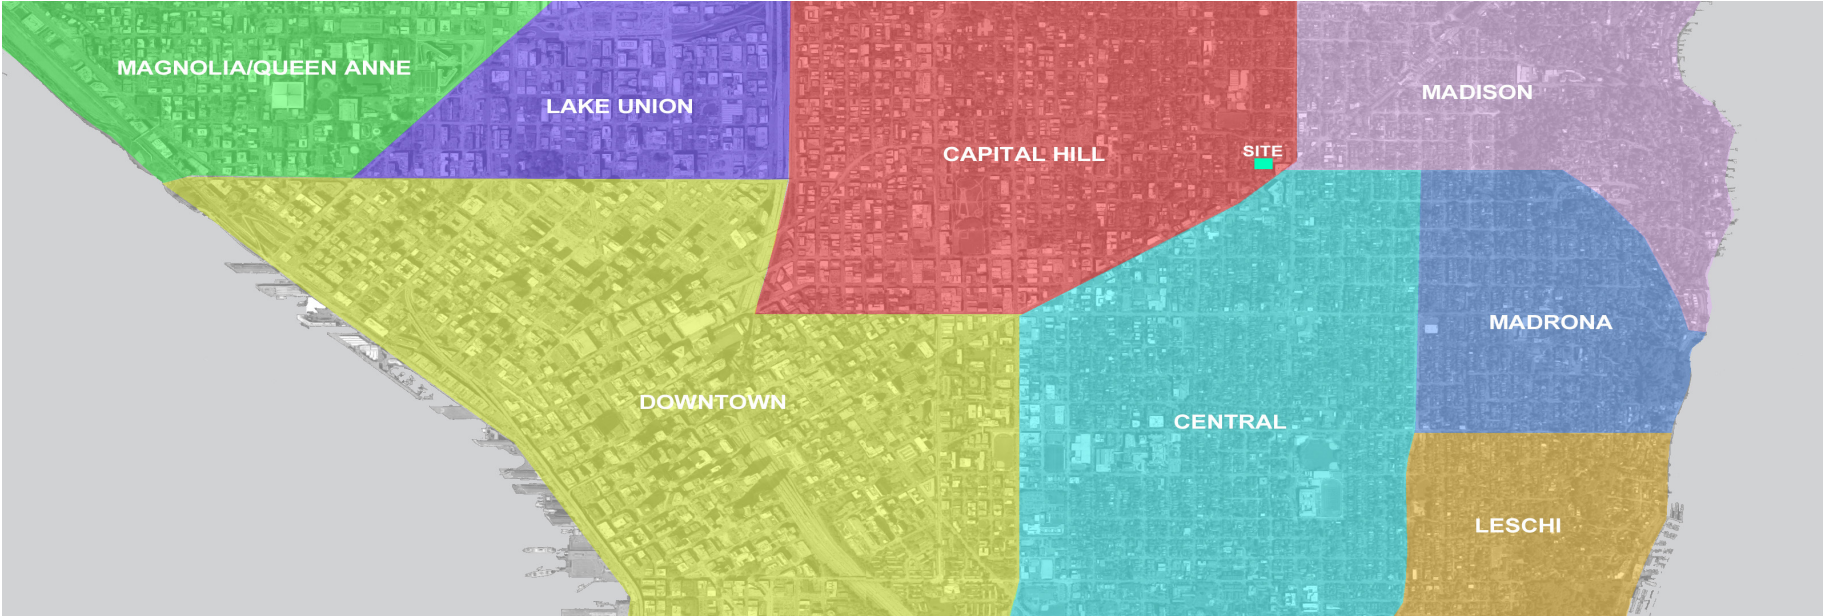 MAGNOLIA/QUEEN ANNE
LAKE UNION
MADISON
CAPITAL HILL
SITE
MADRONA
DOWNTOWN
CENTRAL
LESCHI